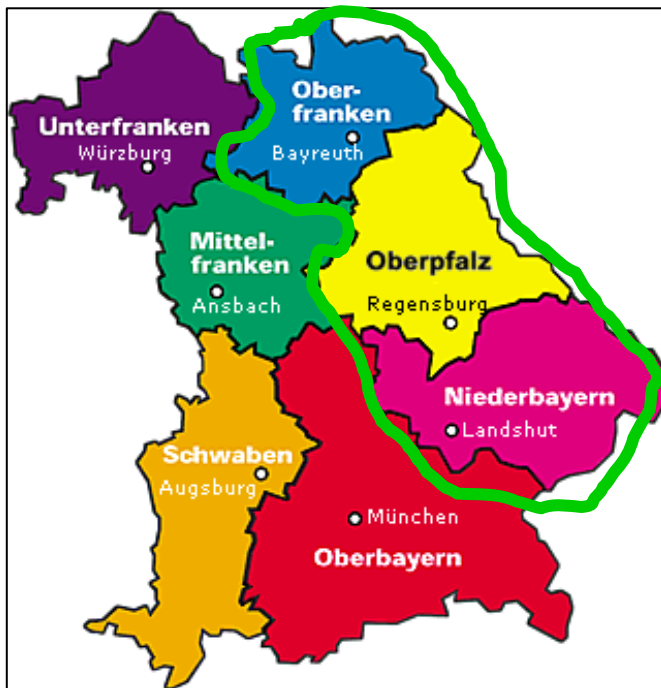 Ober-
franken
Bayreuth
Unterfranken
Würzburg
Mittel-
franken
Ansbach
Oberpfalz
Regensburg
Niederbayern
Landshut
Schwaben
Augsburg
München
Oberbayern